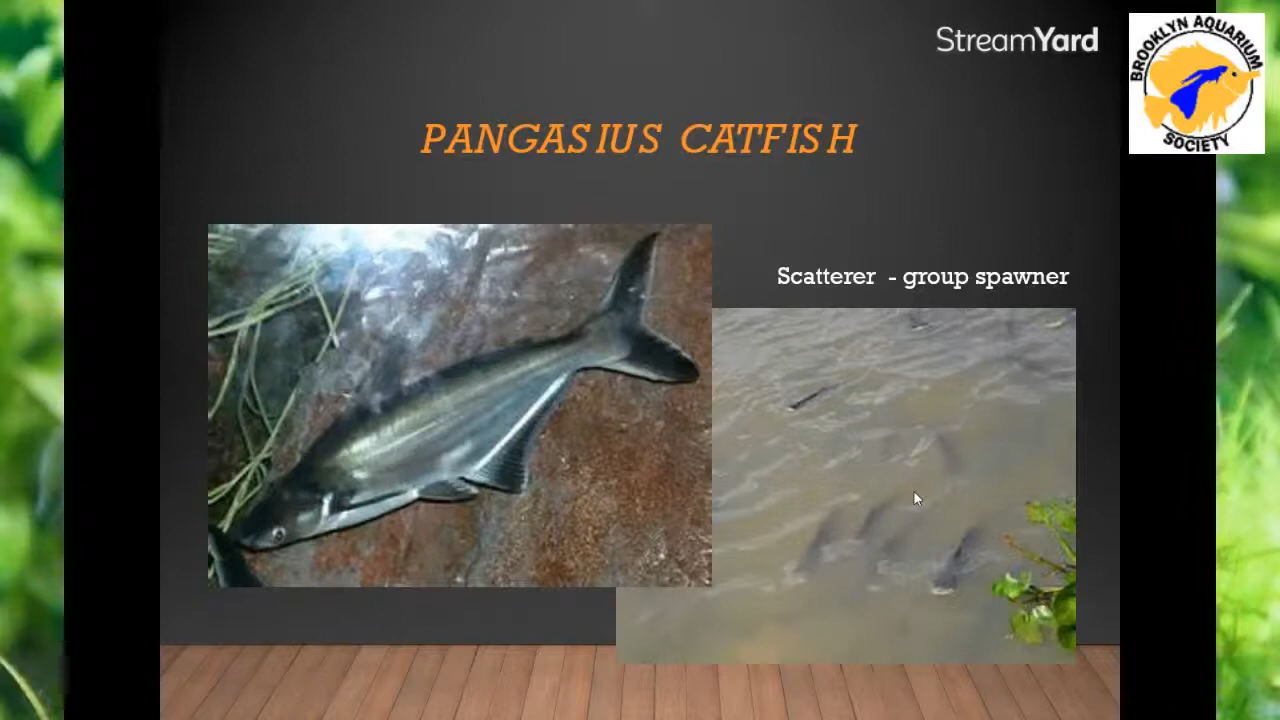 StreamYard
BROOKLYN AQUARIUM
SOCIETY
PANGASIUS CATFISH
Scatterer - group spawner